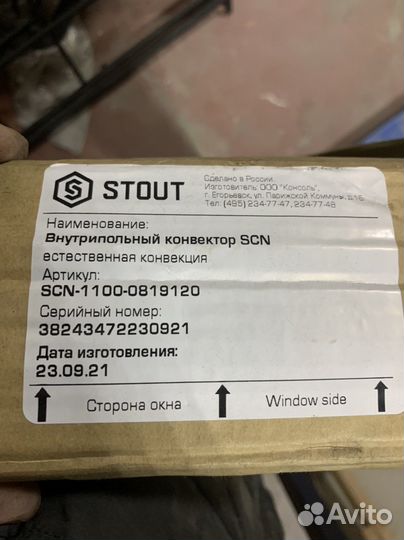 STOUT
Сделано в России.
Изготовитель: ООО "Консоль",
г. Егорьевск, ул. Парижской Коммуны, д.1Б
Тел: (495) 234-77-47, 234-77-48
Наименование:
Внутрипольный конвектор SCN
естественная конвекция
Артикул:
SCN-1100-0819120
Серийный номер:
38243472230921
Дата изготовления:
23.09.21
Сторона окна
Window side
Avito